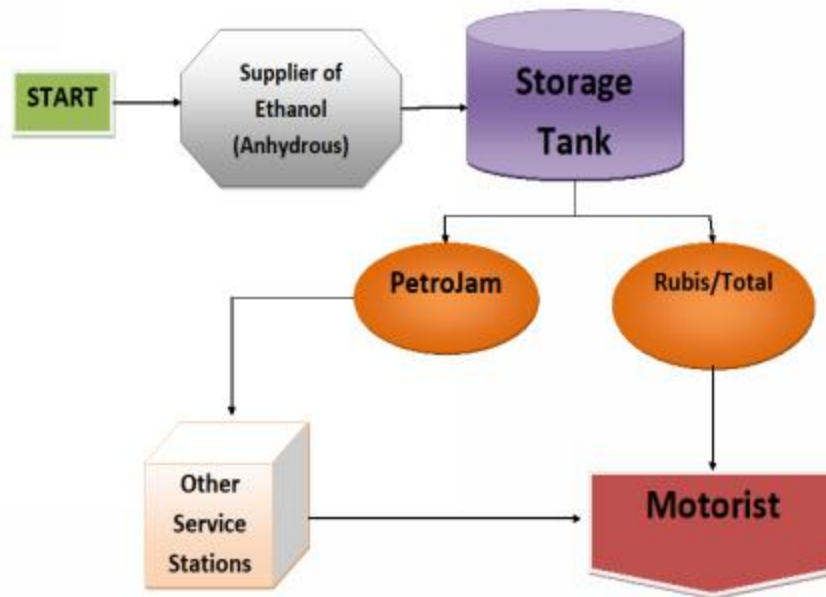 START
Supplier of
Ethanol
(Anhydrous)
Storage
Tank
PetroJam
Rubis/Total
Other
Service
Stations
Motorist